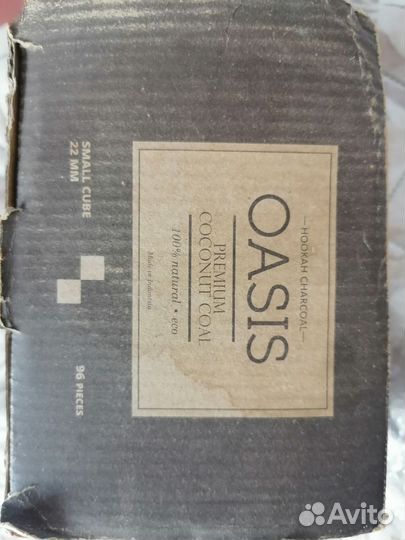 —HOOKAH CHARCOAL—
OASIS
PREMIUM
COCONUT COAL
100% natural • eco
Made in Indonesia
SMALL CUBE
22 MM
96 PIECES
Avito